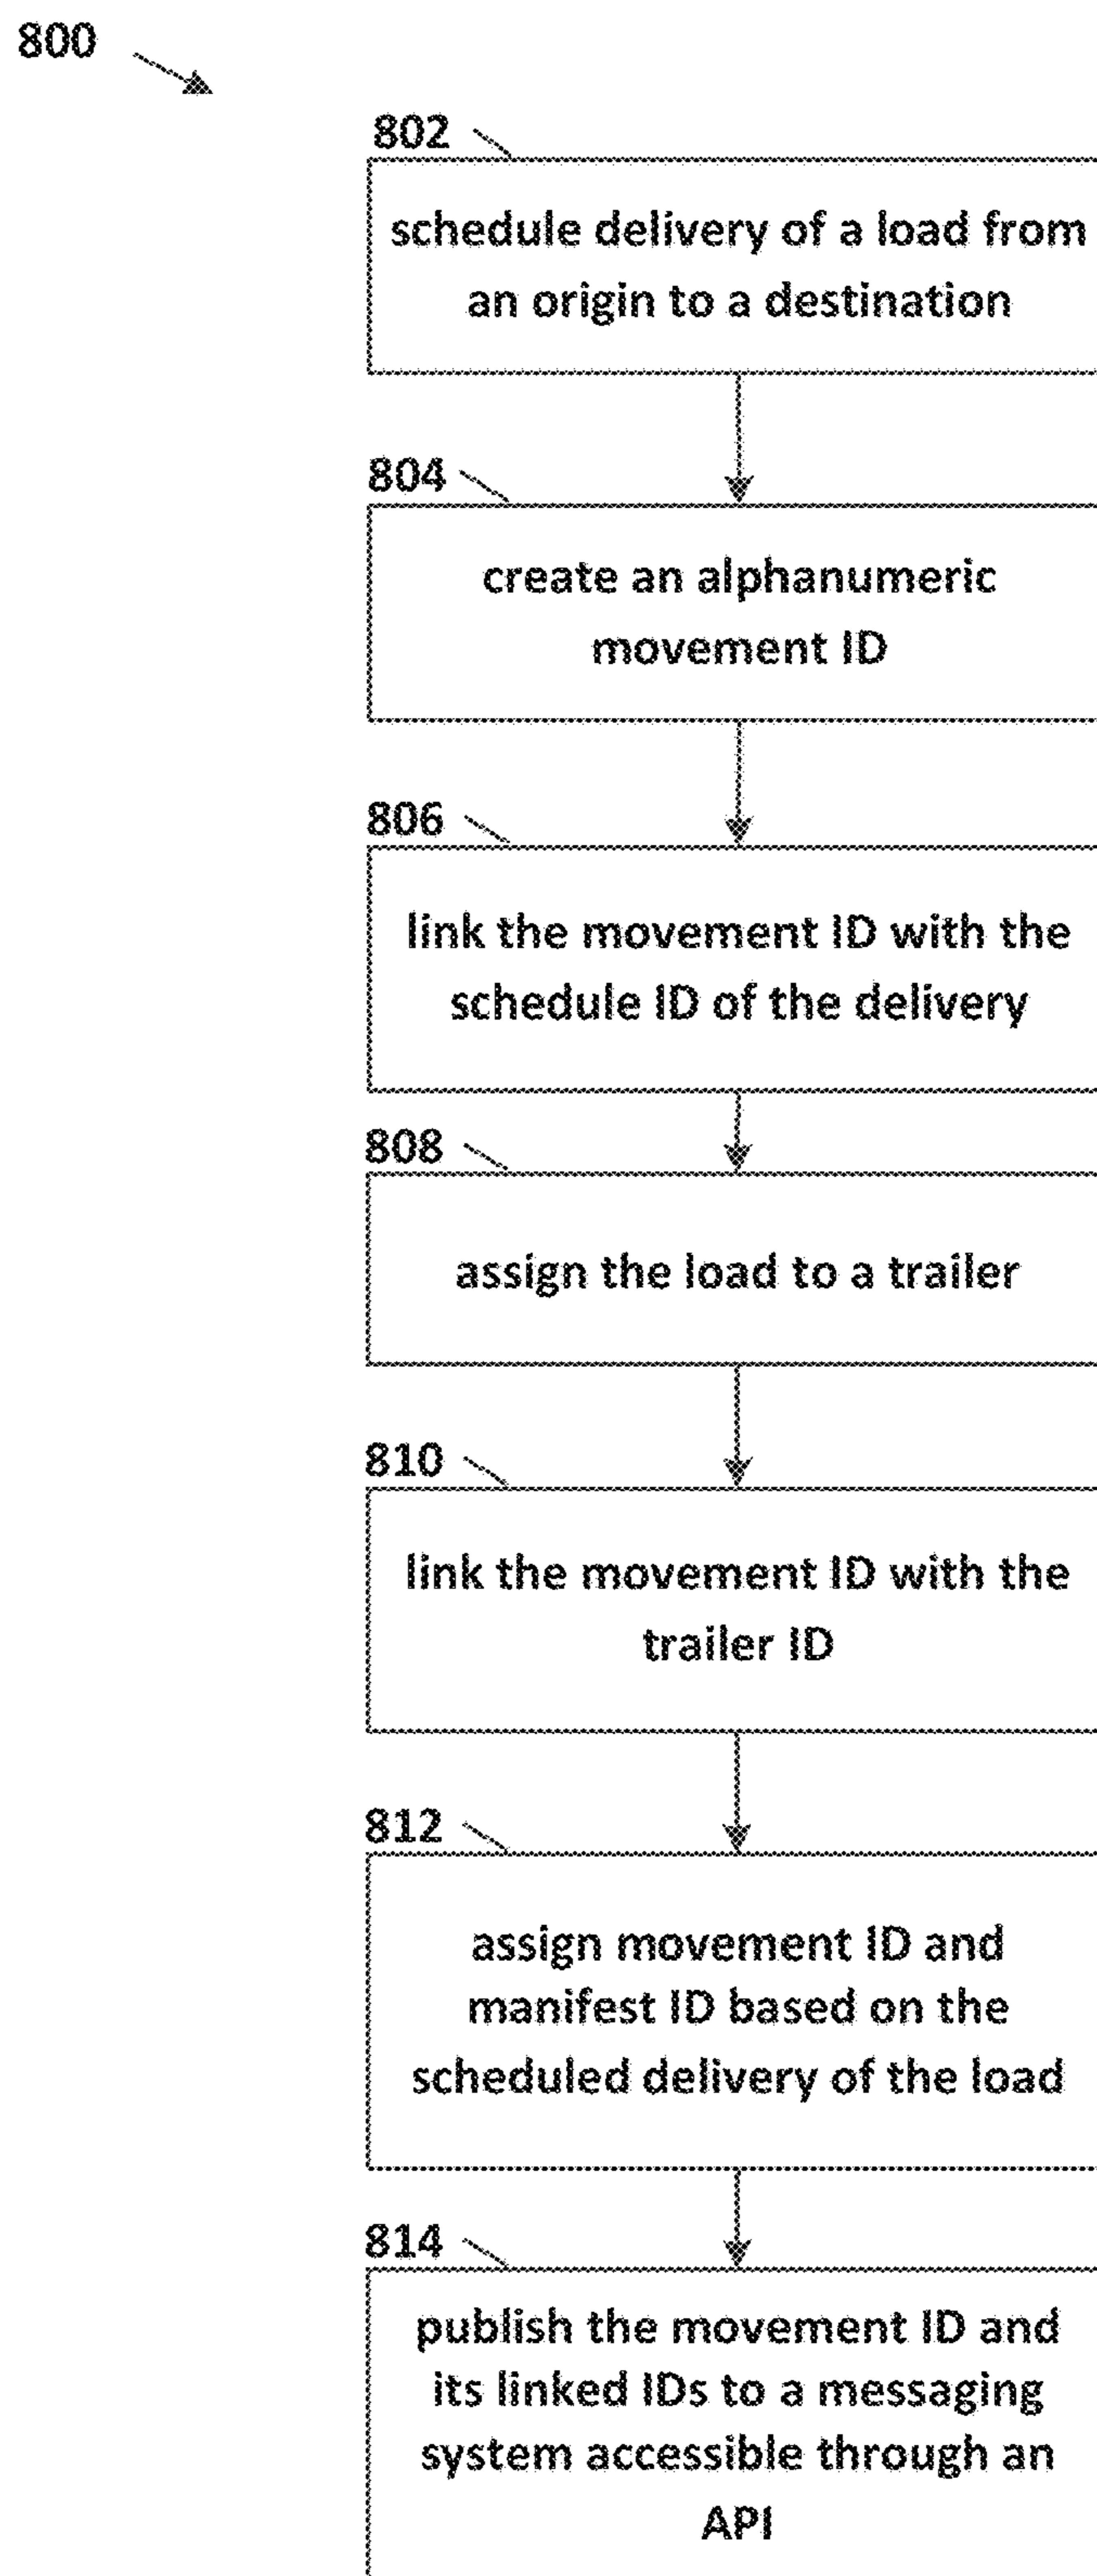 800
802
schedule delivery of a load from
an origin to a destination
804
create an alphanumeric
movement ID
806
link the movement ID with the
schedule ID of the delivery
808
assign the load to a trailer
810
link the movement ID with the
trailer ID
812
assign movement ID and
manifest ID based on the
scheduled delivery of the load
814
publish the movement ID and
its linked IDs to a messaging
system accessible through an
API